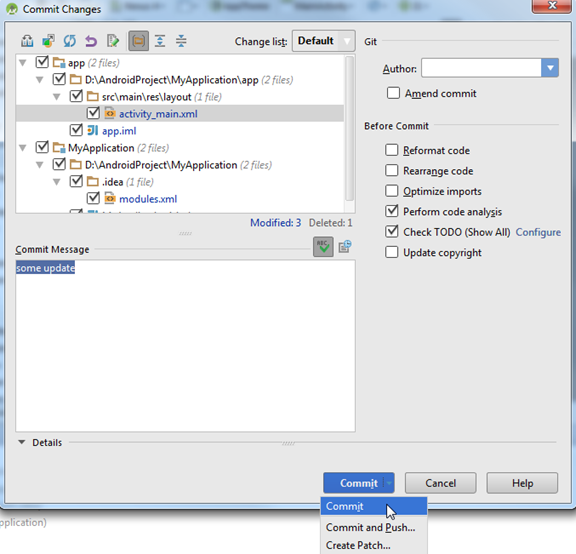 Commit Changes
Change list: Default
Git
app (2 files)
D:\AndroidProject\MyApplication\app (2 files)
src\main\res\layout (1 file)
activity_main.xml
app.iml
MyApplication (2 files)
D:\AndroidProject\MyApplication (2 files)
.idea (1 file)
modules.xml
Modified: 3 Deleted: 1
Author:
Amend commit
Before Commit
Reformat code
Rearrange code
Optimize imports
Perform code analysis
Check TODO (Show All) Configure
Update copyright
Commit Message
some update
Details
Commit
Cancel
Help
Commit
Commit and Push...
Create Patch...
pplication)